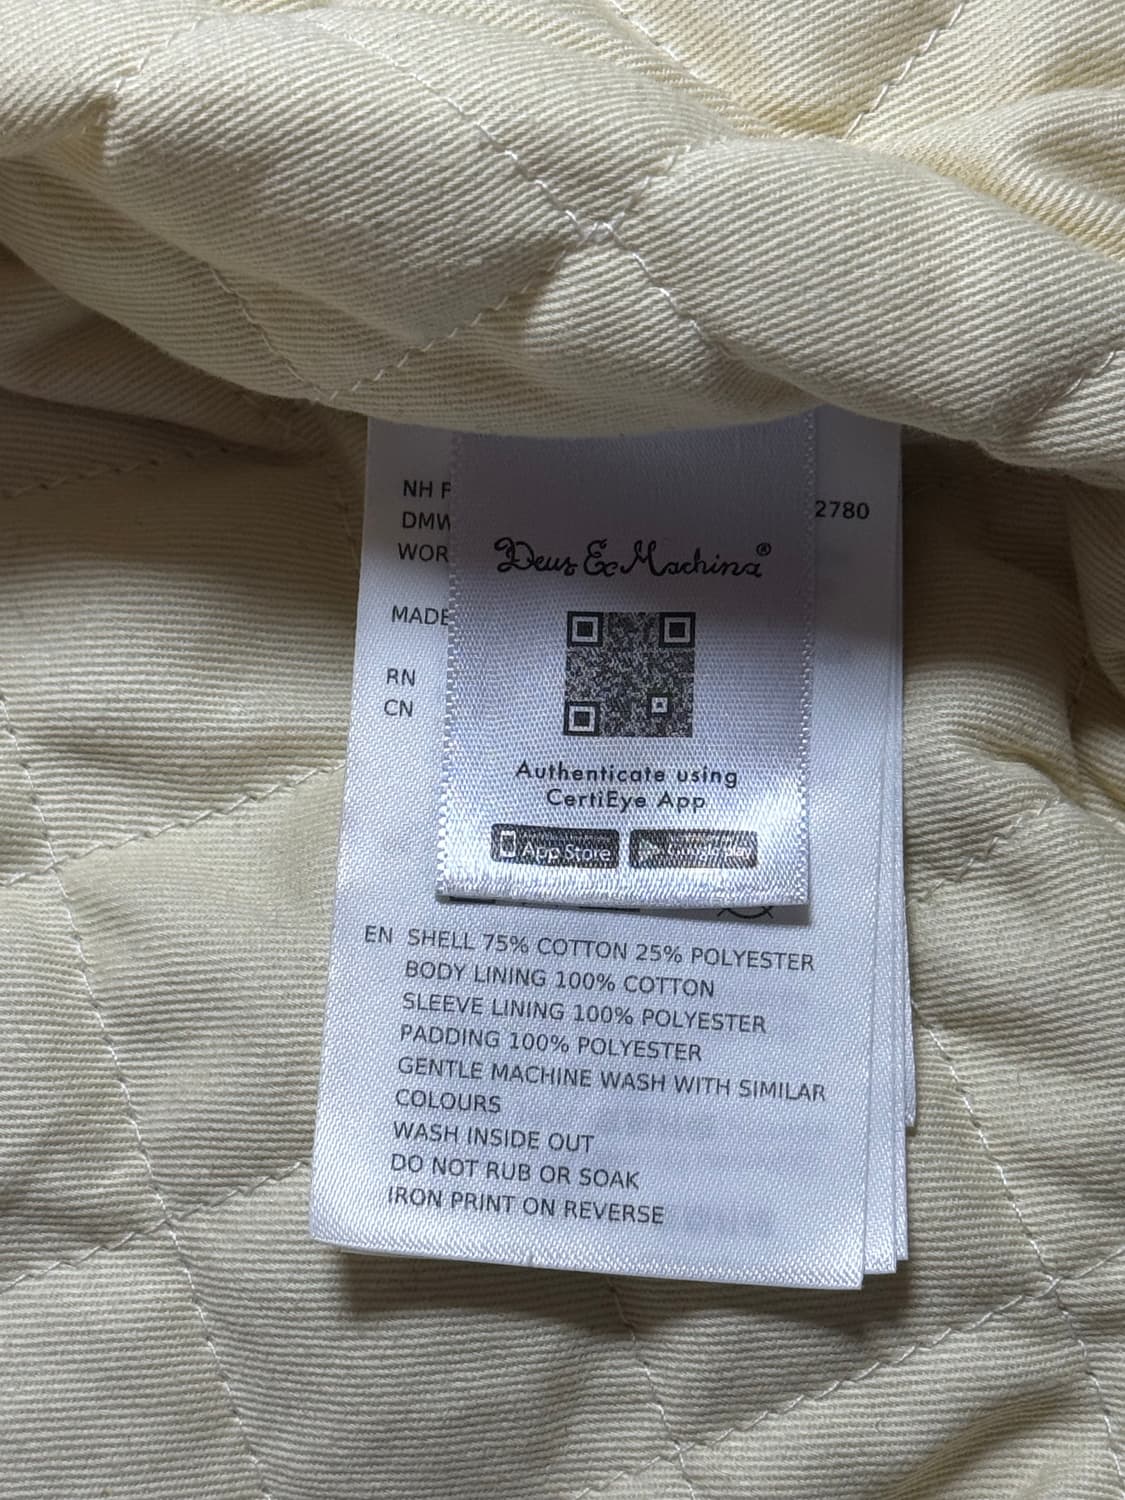 NH F
DMW
2780
WOR
MADE
RN
CN
Deus Ex Machina®
Authenticate using
CertiEye App
App Store
Google play
EN SHELL 75% COTTON 25% POLYESTER
BODY LINING 100% COTTON
SLEEVE LINING 100% POLYESTER
PADDING 100% POLYESTER
GENTLE MACHINE WASH WITH SIMILAR
COLOURS
WASH INSIDE OUT
DO NOT RUB OR SOAK
IRON PRINT ON REVERSE